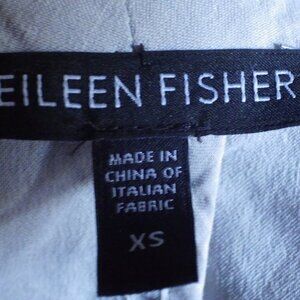 EILEEN FISHER
MADE IN
CHINA OF
ITALIAN
FABRIC
XS